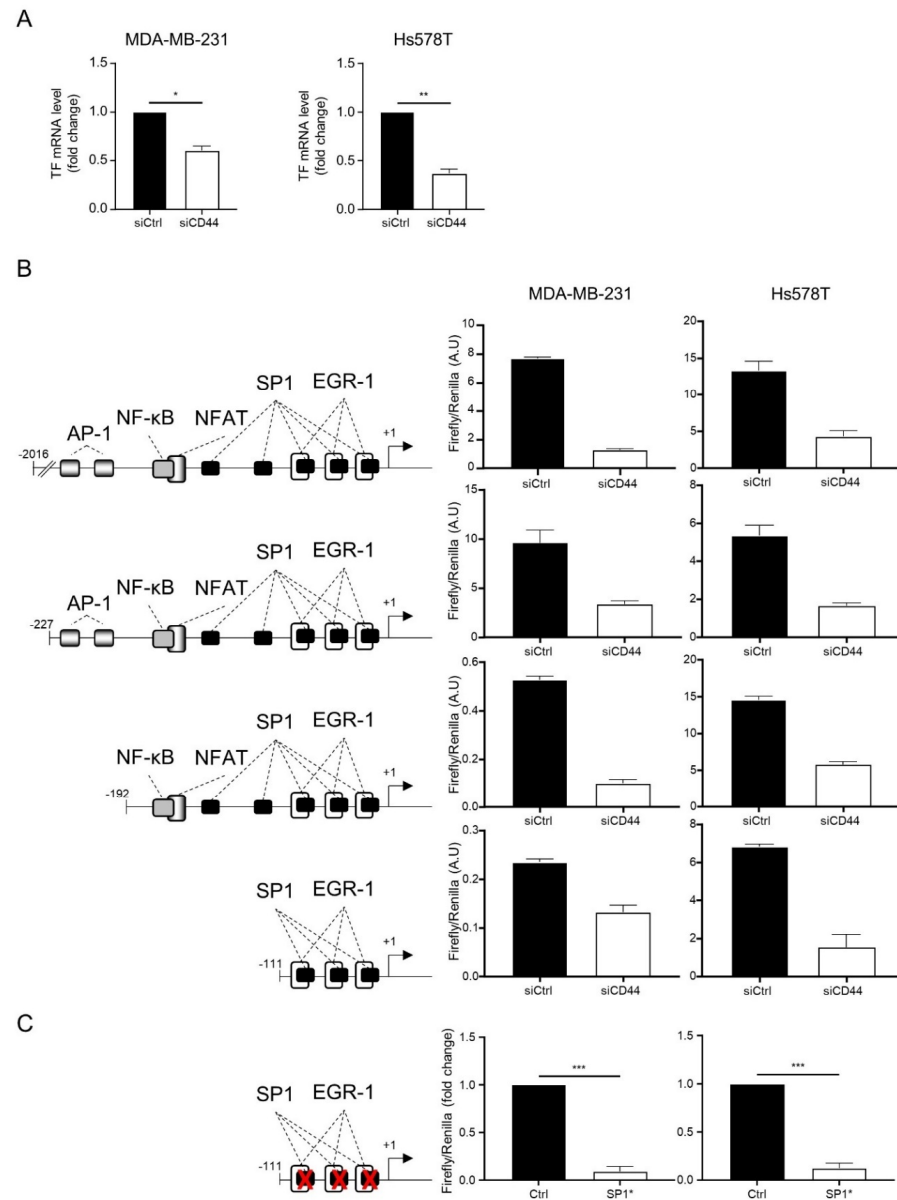 A
MDA-MB-231
Hs578T
TF mRNA level
(fold change)
1.5
1.0
0.5
0.0
*
siCtrl
siCD44
TF mRNA level
(fold change)
1.5
1.0
0.5
0.0
**
siCtrl
siCD44
B
MDA-MB-231
Hs578T
-2016
AP-1
NF-κB
NFAT
SP1
EGR-1
+1
Firefly/Renilla (A.U)
10
8
6
4
2
0
siCtrl
siCD44
20
15
10
5
0
siCtrl
siCD44
-227
AP-1
NF-κB
NFAT
SP1
EGR-1
+1
Firefly/Renilla (A.U)
15
10
5
0
siCtrl
siCD44
6
4
2
0
siCtrl
siCD44
-192
NF-κB
NFAT
SP1
EGR-1
+1
Firefly/Renilla (A.U)
0.6
0.4
0.2
0.0
siCtrl
siCD44
20
15
10
5
0
siCtrl
siCD44
-111
SP1
EGR-1
+1
Firefly/Renilla (A.U)
0.3
0.2
0.1
0.0
siCtrl
siCD44
8
6
4
2
0
siCtrl
siCD44
C
-111
SP1
EGR-1
X X X
+1
Firefly/Renilla (fold change)
1.5
1.0
0.5
0.0
***
Ctrl
SP1*
1.5
1.0
0.5
0.0
***
Ctrl
SP1*